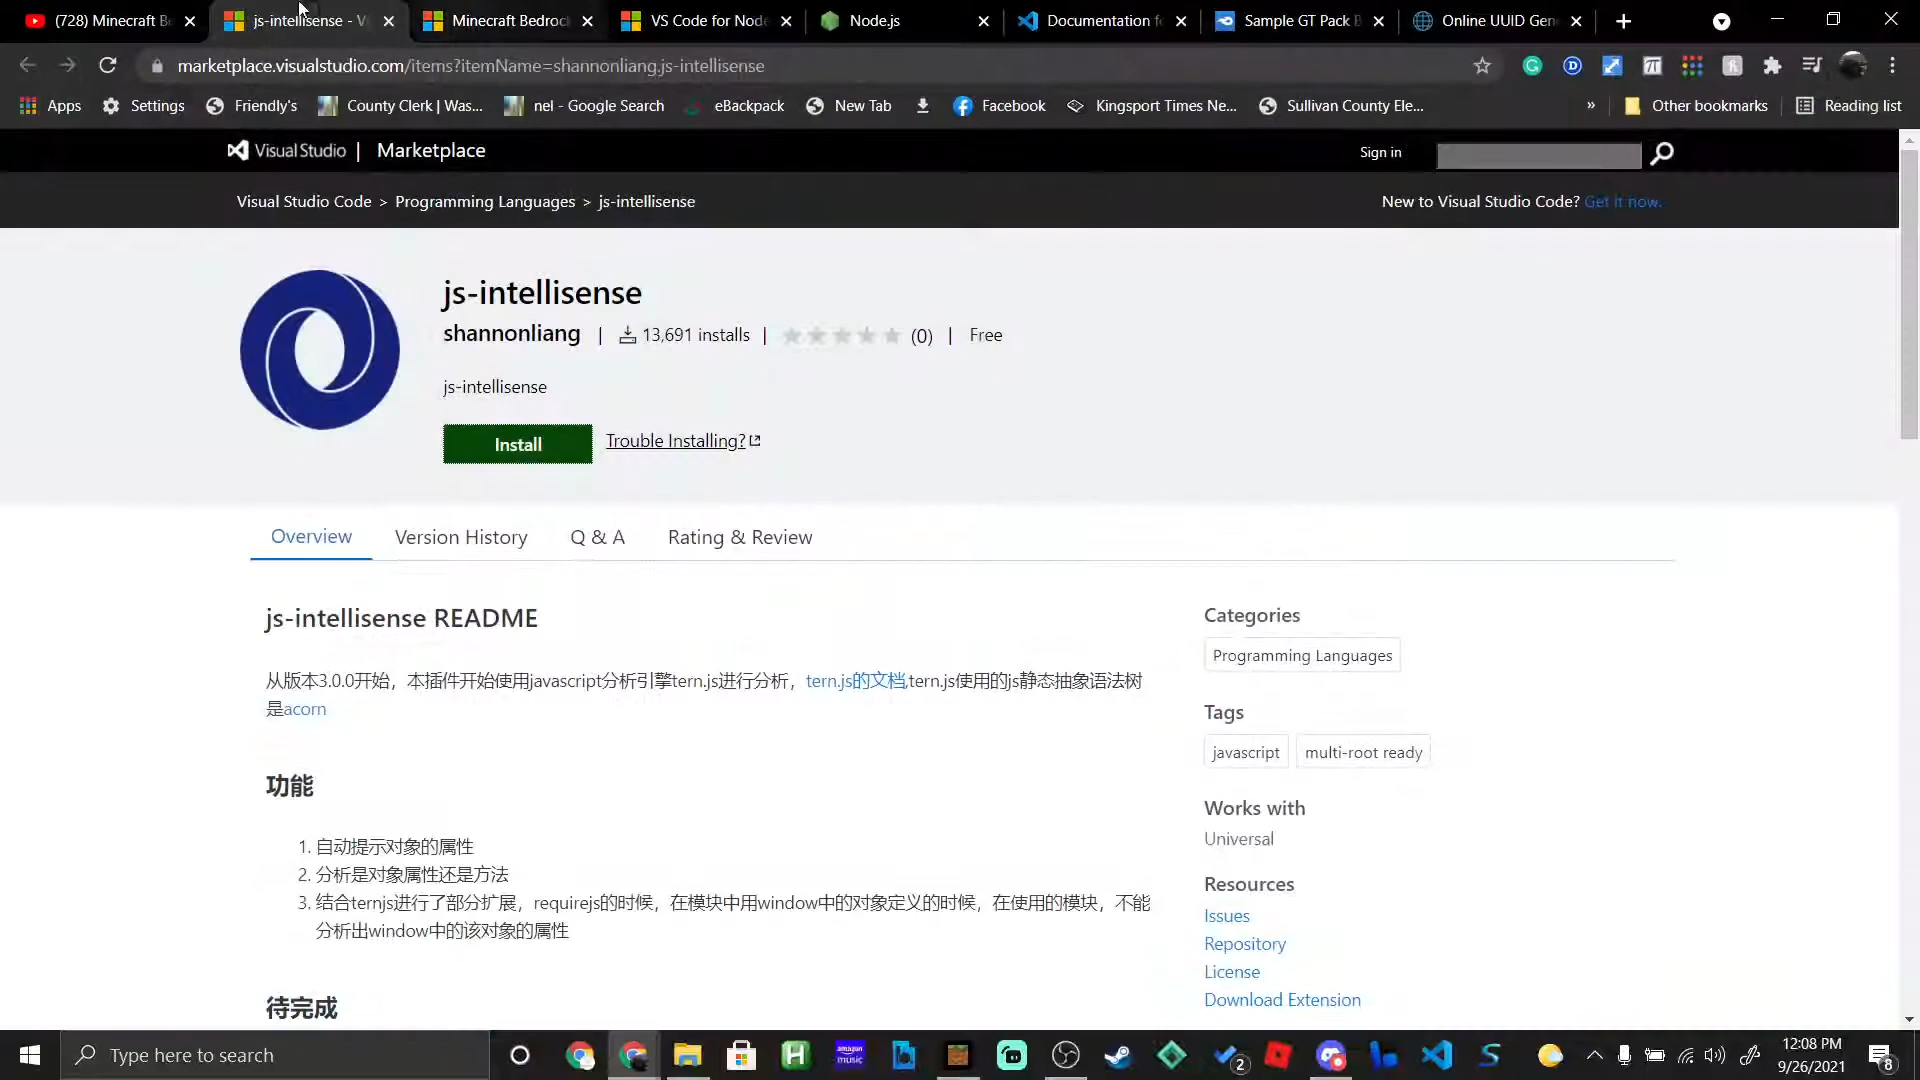 (728) Minecraft Be
js-intellisense - V
Minecraft Bedroc
VS Code for Node
Node.js
Documentation f
Sample GT Pack B
Online UUID Gen
marketplace.visualstudio.com/items?itemName=shannonliang.js-intellisense
Apps
Settings
Friendly's
County Clerk | Was...
nel - Google Search
eBackpack
New Tab
Facebook
Kingsport Times Ne...
Sullivan County Ele...
»
Other bookmarks
Reading list
Visual Studio | Marketplace
Sign in
Visual Studio Code > Programming Languages > js-intellisense
New to Visual Studio Code? Get it now.
js-intellisense
shannonliang | 13,691 installs | (0) | Free
js-intellisense
Install
Trouble Installing?
Overview
Version History
Q & A
Rating & Review
js-intellisense README
从版本3.0.0开始，本插件开始使用javascript分析引擎tern.js进行分析，tern.js的文档,tern.js使用的js静态抽象语法树
是acorn
功能
1. 自动提示对象的属性
2. 分析是对象属性还是方法
3. 结合ternjs进行了部分扩展，requirejs的时候，在模块中用window中的对象定义的时候，在使用的模块，不能
分析出window中的该对象的属性
待完成
Categories
Programming Languages
Tags
javascript
multi-root ready
Works with
Universal
Resources
Issues
Repository
License
Download Extension
Type here to search
amazon
music
2
12:08 PM
9/26/2021
8